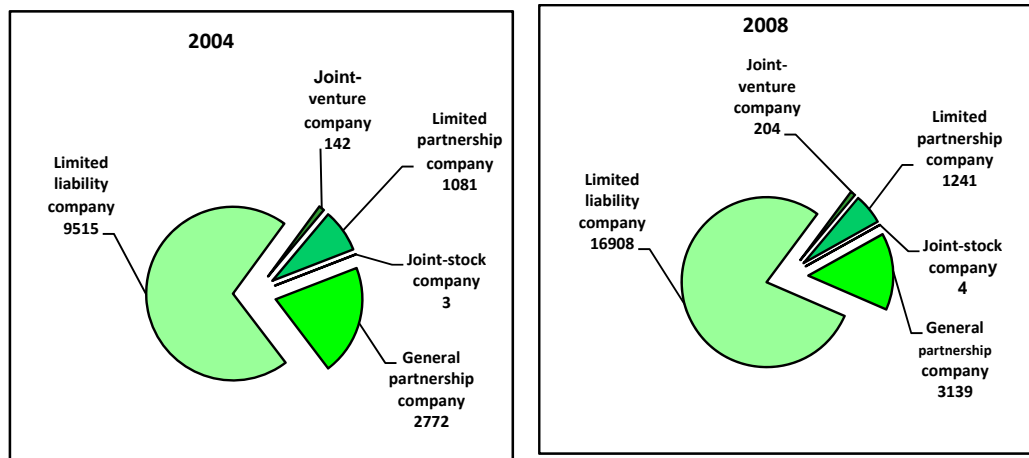 2004
Joint-
venture
company
142
Limited
partnership
company
1081
Limited
liability
company
9515
Joint-stock
company
3
General
partnership
company
2772
2008
Joint-
venture
company
204
Limited
partnership
company
1241
Limited
liability
company
16908
Joint-stock
company
4
General
partnership
company
3139